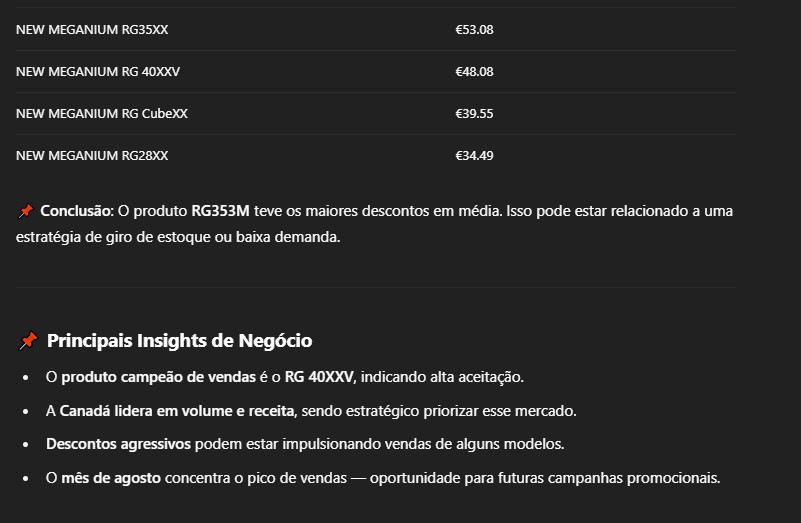 NEW MEGANIUM RG35XX €53.08
NEW MEGANIUM RG 40XXV €48.08
NEW MEGANIUM RG CubeXX €39.55
NEW MEGANIUM RG28XX €34.49
📌 Conclusão: O produto RG353M teve os maiores descontos em média. Isso pode estar relacionado a uma
estratégia de giro de estoque ou baixa demanda.
📌 Principais Insights de Negócio
• O produto campeão de vendas é o RG 40XXV, indicando alta aceitação.
• A Canadá lidera em volume e receita, sendo estratégico priorizar esse mercado.
• Descontos agressivos podem estar impulsionando vendas de alguns modelos.
• O mês de agosto concentra o pico de vendas — oportunidade para futuras campanhas promocionais.